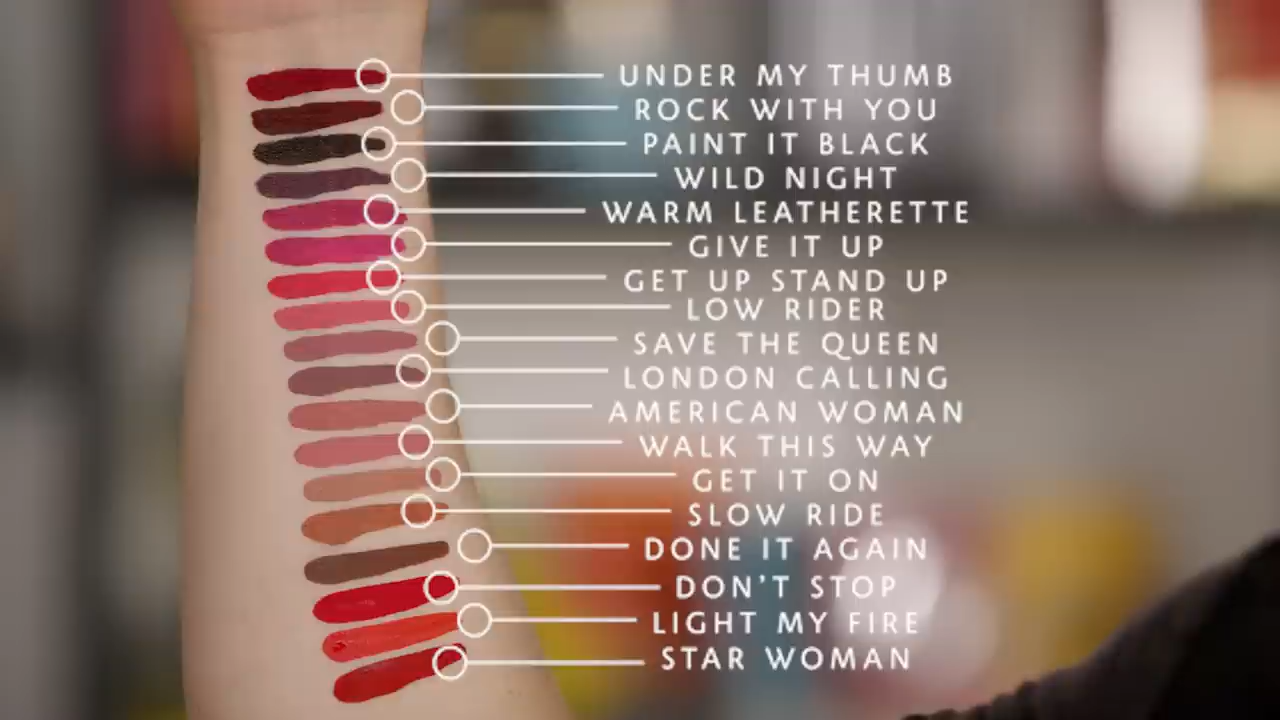 UNDER MY THUMB
ROCK WITH YOU
PAINT IT BLACK
WILD NIGHT
WARM LEATHERETTE
GIVE IT UP
GET UP STAND UP
LOW RIDER
SAVE THE QUEEN
LONDON CALLING
AMERICAN WOMAN
WALK THIS WAY
GET IT ON
SLOW RIDE
DONE IT AGAIN
DON'T STOP
LIGHT MY FIRE
STAR WOMAN